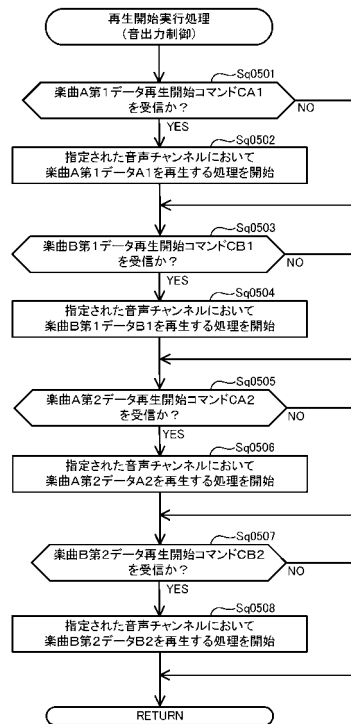 再生開始実行処理
(音出力制御)
Sq0501
楽曲A第1データ再生開始コマンドCA1
を受信か?
NO
YES
Sq0502
指定された音声チャンネルにおいて
楽曲A第1データA1を再生する処理を開始
Sq0503
楽曲B第1データ再生開始コマンドCB1
を受信か?
NO
YES
Sq0504
指定された音声チャンネルにおいて
楽曲B第1データB1を再生する処理を開始
Sq0505
楽曲A第2データ再生開始コマンドCA2
を受信か?
NO
YES
Sq0506
指定された音声チャンネルにおいて
楽曲A第2データA2を再生する処理を開始
Sq0507
楽曲B第2データ再生開始コマンドCB2
を受信か?
NO
YES
Sq0508
指定された音声チャンネルにおいて
楽曲B第2データB2を再生する処理を開始
RETURN